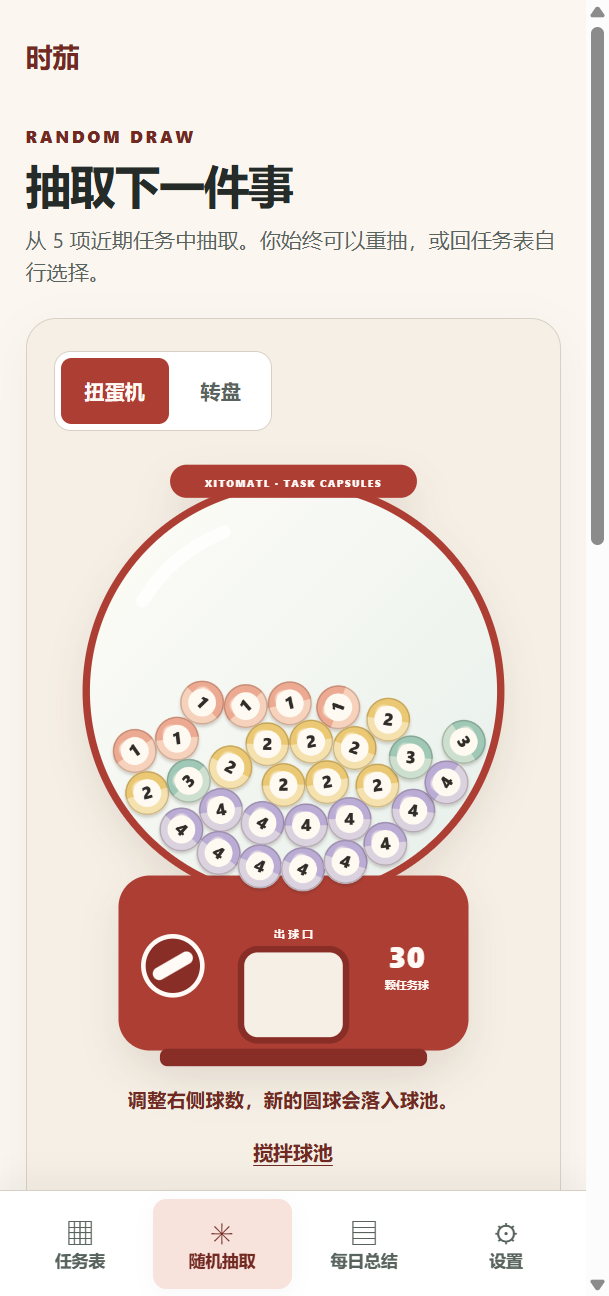 时茄
RANDOM DRAW
抽取下一件事
从 5 项近期任务中抽取。你始终可以重抽，或回任务表自
行选择。
扭蛋机
转盘
XITOMATL · TASK CAPSULES
1 1 1 1 2
1 1 2 2 2 3 3
2 3 2 2 2 2 4
4 4 4 4 4 4
4 4 4 4 4
出球口
30
颗任务球
调整右侧球数，新的圆球会落入球池。
搅拌球池
任务表
随机抽取
每日总结
设置